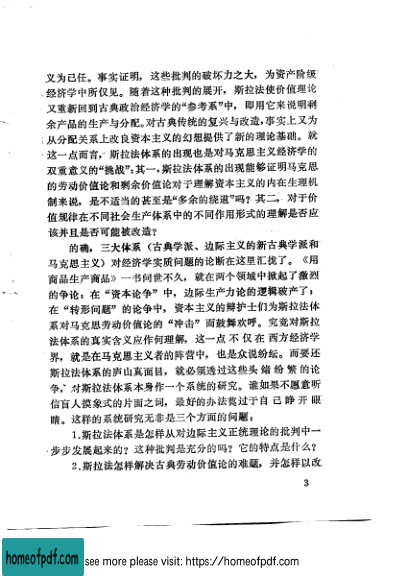 义为己任。事实证明，这些批判的破坏力之大，为资产阶级
经济学中所仅见。随着这种批判的展开，斯拉法使价值理论
又重新回到古典政治经济学的“参考系”中，即用它来说明剩
余产品的生产与分配。对古典传统的复兴与改造，事实上又为
从分配关系上改良资本主义的幻想提供了新的理论基础。就
这一点而言，斯拉法体系的出现也是对马克思主义经济学的
双重意义的“挑战”：其一，斯拉法体系的出现能够证明马克思
的劳动价值论和剩余价值论对于理解资本主义的内在生理机
制来说，是不适当的甚至是“多余的绕道”吗？其二，对于价
值规律在不同社会生产体系中的不同作用形式的理解是否应
该并且是否可能被改造？
的确，三大体系（古典学派、边际主义的新古典学派和
马克思主义）对经济学实质问题的论断在这里汇拢了。《用
商品生产商品》一书问世不久，就在两个领域中掀起了激烈
的争论：在“资本论争”中，边际生产力论的逻辑破产了；
在“转形问题”的论争中，资本主义的辩护士们为斯拉法体
系对马克思劳动价值论的“冲击”而鼓舞欢呼。究竟对斯拉
法体系的真实含义应作何理解，这一点不仅在西方经济学
界，就是在马克思主义者的阵营中，也是众说纷纭。而要还
斯拉法体系的庐山真面目，就必须透过这些头绪纷繁的论
争，对斯拉法体系本身作一个系统的研究。谁如果不愿意听
信盲人摸象式的片面之词，最好的办法莫过于自己睁开眼
睛。这样的系统研究无非是三个方面的问题：
1.斯拉法体系是怎样从对边际主义正统理论的批判中一
步步发展起来的？这种批判是充分的吗？它的特点是什么？
2.斯拉法怎样解决古典劳动价值论的难题，并怎样以改
3
homeofpdf.com
see more please visit: https://homeofpdf.com